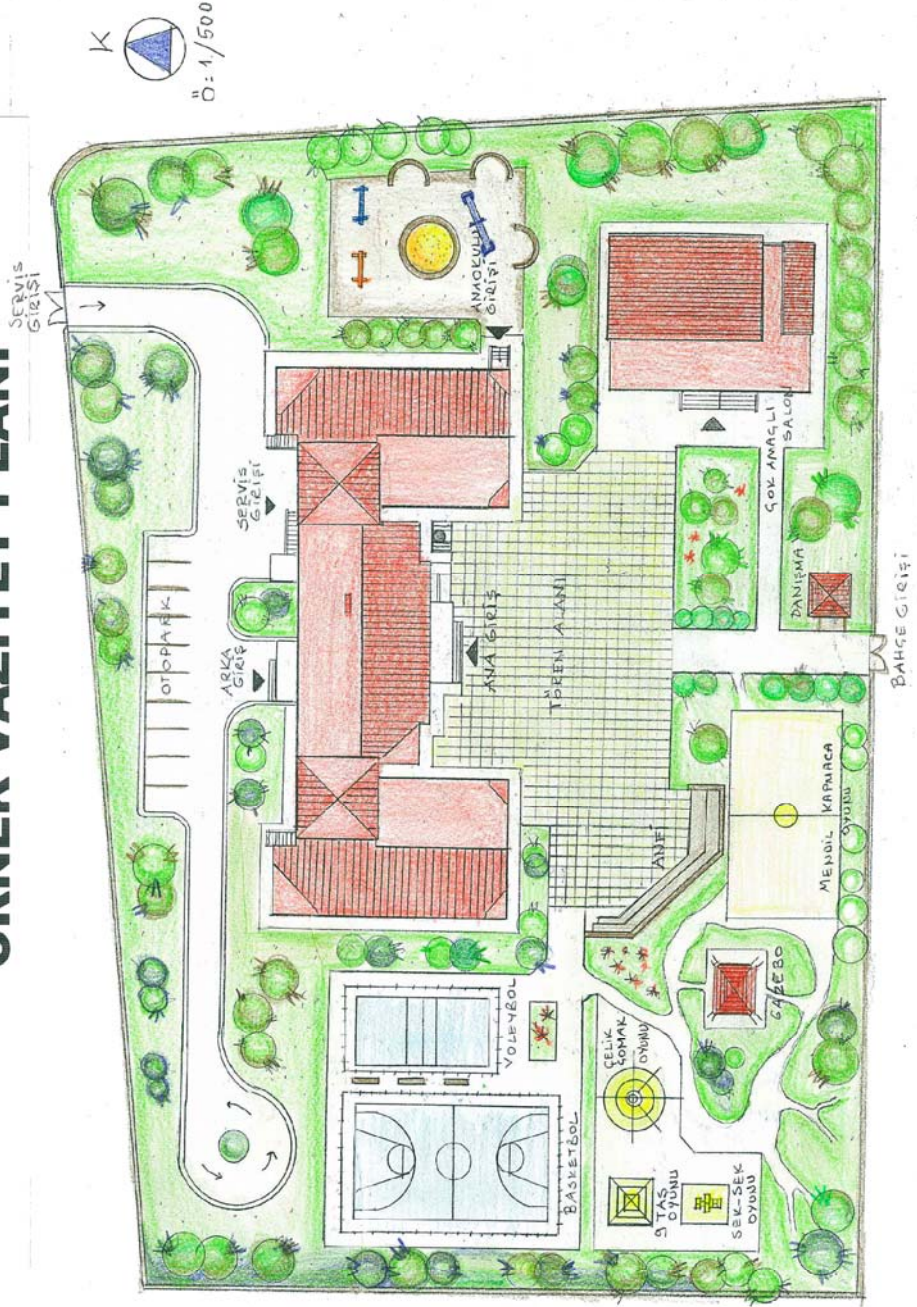 ÖRNEK VAZİYET PLANI
K
Ö: 1/500
SERVİS
GİRİŞİ
OTOPARK
ARKA
GİRİŞ
SERVİS
GİRİŞİ
ANAOKULU
GİRİŞİ
ANA GİRİŞ
TÖREN ALANI
ÇOK AMAÇLI
SALON
DANIŞMA
BAHÇE GİRİŞİ
ANFİ
MENDİL KAPMACA
OYUNU
GAZEBO
VOLEYBOL
BASKETBOL
ÇELİK
ÇOMAK
OYUNU
9 TAŞ
OYUNU
SEK-SEK
OYUNU